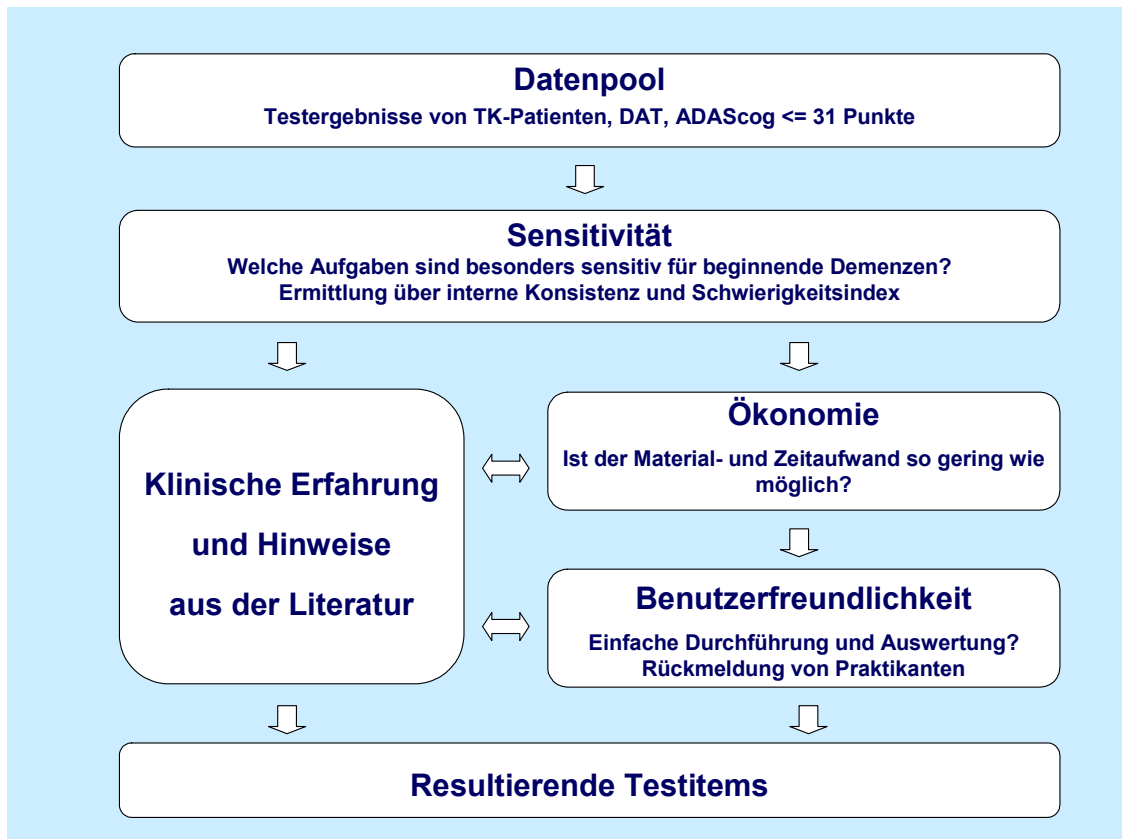 Datenpool
Testergebnisse von TK-Patienten, DAT, ADAScog <= 31 Punkte
Sensitivität
Welche Aufgaben sind besonders sensitiv für beginnende Demenzen?
Ermittlung über interne Konsistenz und Schwierigkeitsindex
Klinische Erfahrung
und Hinweise
aus der Literatur
Ökonomie
Ist der Material- und Zeitaufwand so gering wie
möglich?
Benutzerfreundlichkeit
Einfache Durchführung und Auswertung?
Rückmeldung von Praktikanten
Resultierende Testitems